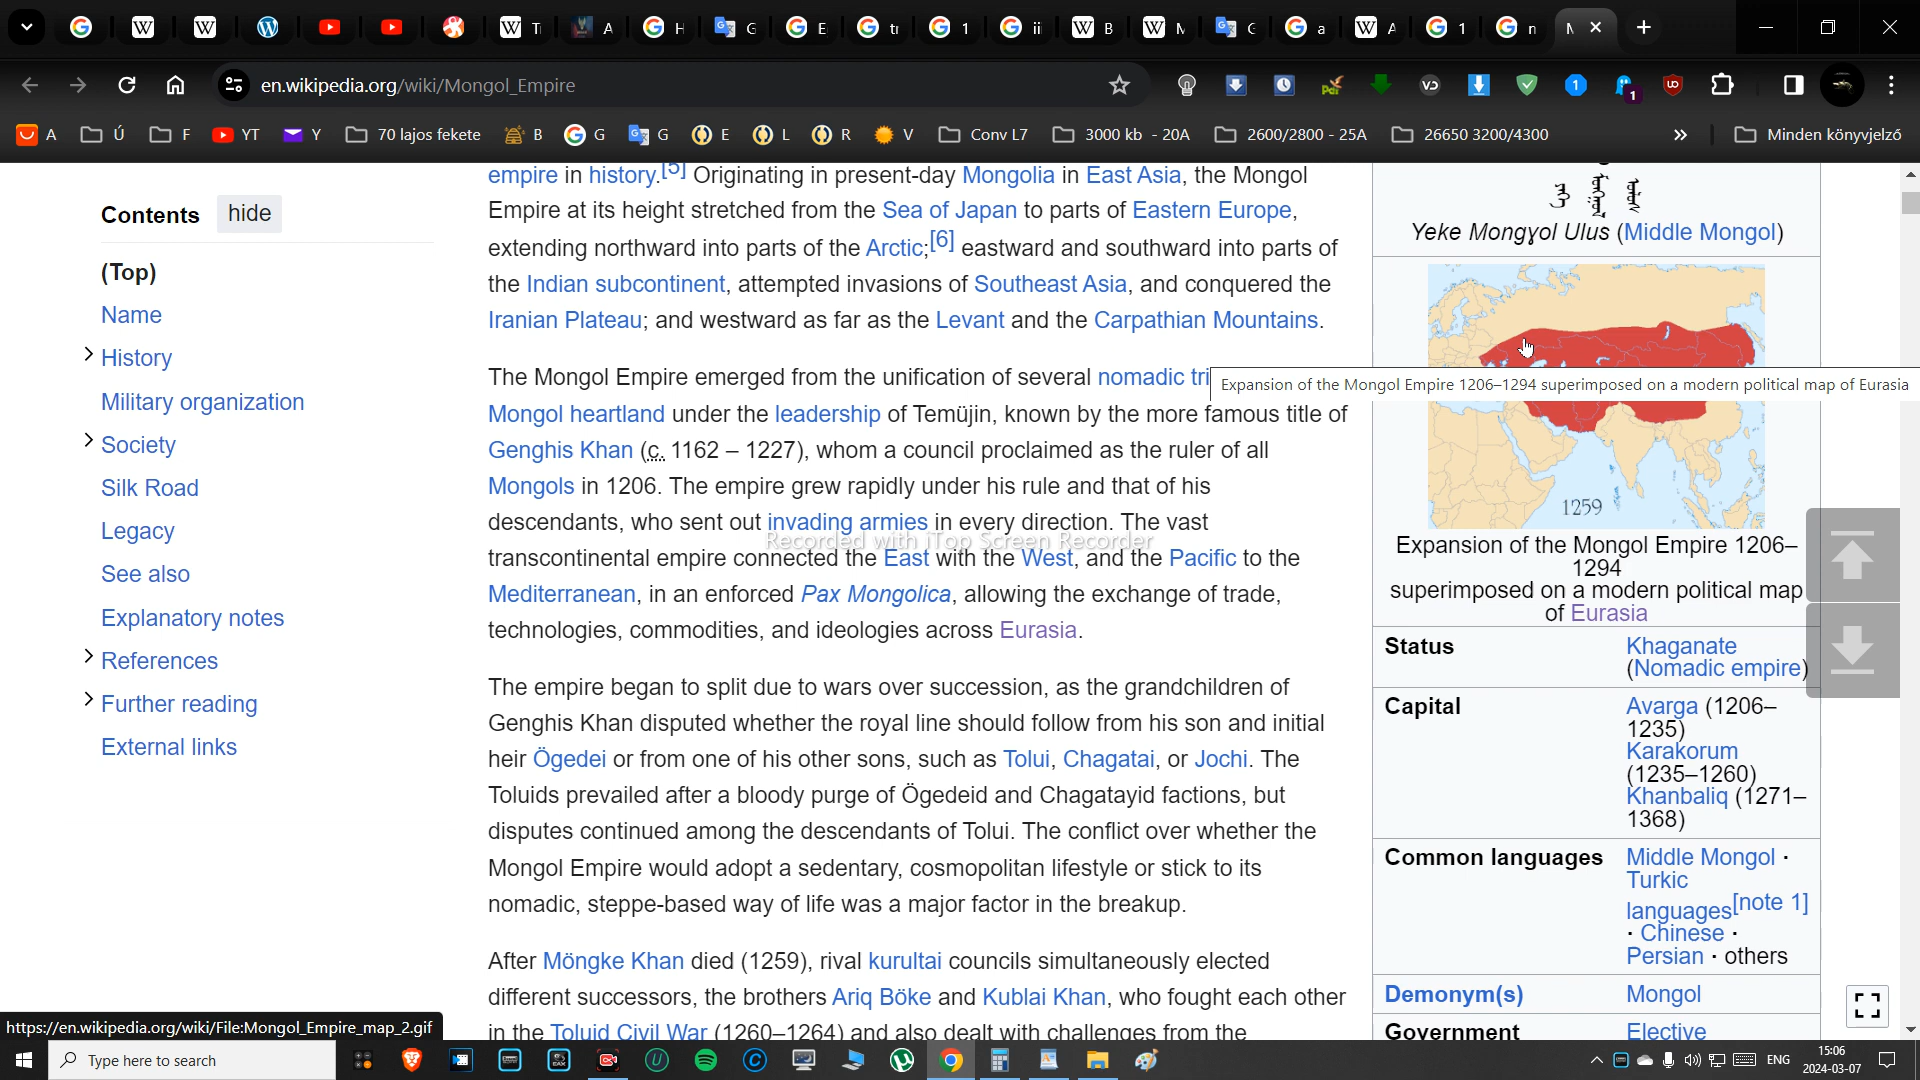 T
A
H
G
E
tr
1
ii
B
M
G
a
A
1
n
M
en.wikipedia.org/wiki/Mongol_Empire
1
A
Ú
F
YT
Y
70 lajos fekete
B
G
G
E
L
R
V
Conv L7
3000 kb - 20A
2600/2800 - 25A
26650 3200/4300
»
Minden könyvjelző
Contents hide
(Top)
Name
History
Military organization
Society
Silk Road
Legacy
See also
Explanatory notes
References
Further reading
External links
empire in history.[5] Originating in present-day Mongolia in East Asia, the Mongol
Empire at its height stretched from the Sea of Japan to parts of Eastern Europe,
extending northward into parts of the Arctic;[6] eastward and southward into parts of
the Indian subcontinent, attempted invasions of Southeast Asia, and conquered the
Iranian Plateau; and westward as far as the Levant and the Carpathian Mountains.
The Mongol Empire emerged from the unification of several nomadic tri
Mongol heartland under the leadership of Temüjin, known by the more famous title of
Genghis Khan (c. 1162 – 1227), whom a council proclaimed as the ruler of all
Mongols in 1206. The empire grew rapidly under his rule and that of his
descendants, who sent out invading armies in every direction. The vast
Recorded with iTop Screen Recorder
transcontinental empire connected the East with the West, and the Pacific to the
Mediterranean, in an enforced Pax Mongolica, allowing the exchange of trade,
technologies, commodities, and ideologies across Eurasia.
The empire began to split due to wars over succession, as the grandchildren of
Genghis Khan disputed whether the royal line should follow from his son and initial
heir Ögedei or from one of his other sons, such as Tolui, Chagatai, or Jochi. The
Toluids prevailed after a bloody purge of Ögedeid and Chagatayid factions, but
disputes continued among the descendants of Tolui. The conflict over whether the
Mongol Empire would adopt a sedentary, cosmopolitan lifestyle or stick to its
nomadic, steppe-based way of life was a major factor in the breakup.
After Möngke Khan died (1259), rival kurultai councils simultaneously elected
different successors, the brothers Ariq Böke and Kublai Khan, who fought each other
in the Toluid Civil War (1260–1264) and also dealt with challenges from the
Yeke Mongɣol Ulus (Middle Mongol)
Expansion of the Mongol Empire 1206–1294 superimposed on a modern political map of Eurasia
1259
Expansion of the Mongol Empire 1206–
1294
superimposed on a modern political map
of Eurasia
Status Khaganate
(Nomadic empire)
Capital Avarga (1206–
1235)
Karakorum
(1235–1260)
Khanbaliq (1271–
1368)
Common languages Middle Mongol ·
Turkic
languages[note 1]
· Chinese ·
Persian · others
Demonym(s) Mongol
Government Elective
https://en.wikipedia.org/wiki/File:Mongol_Empire_map_2.gif
Type here to search
ENG
15:06
2024-03-07